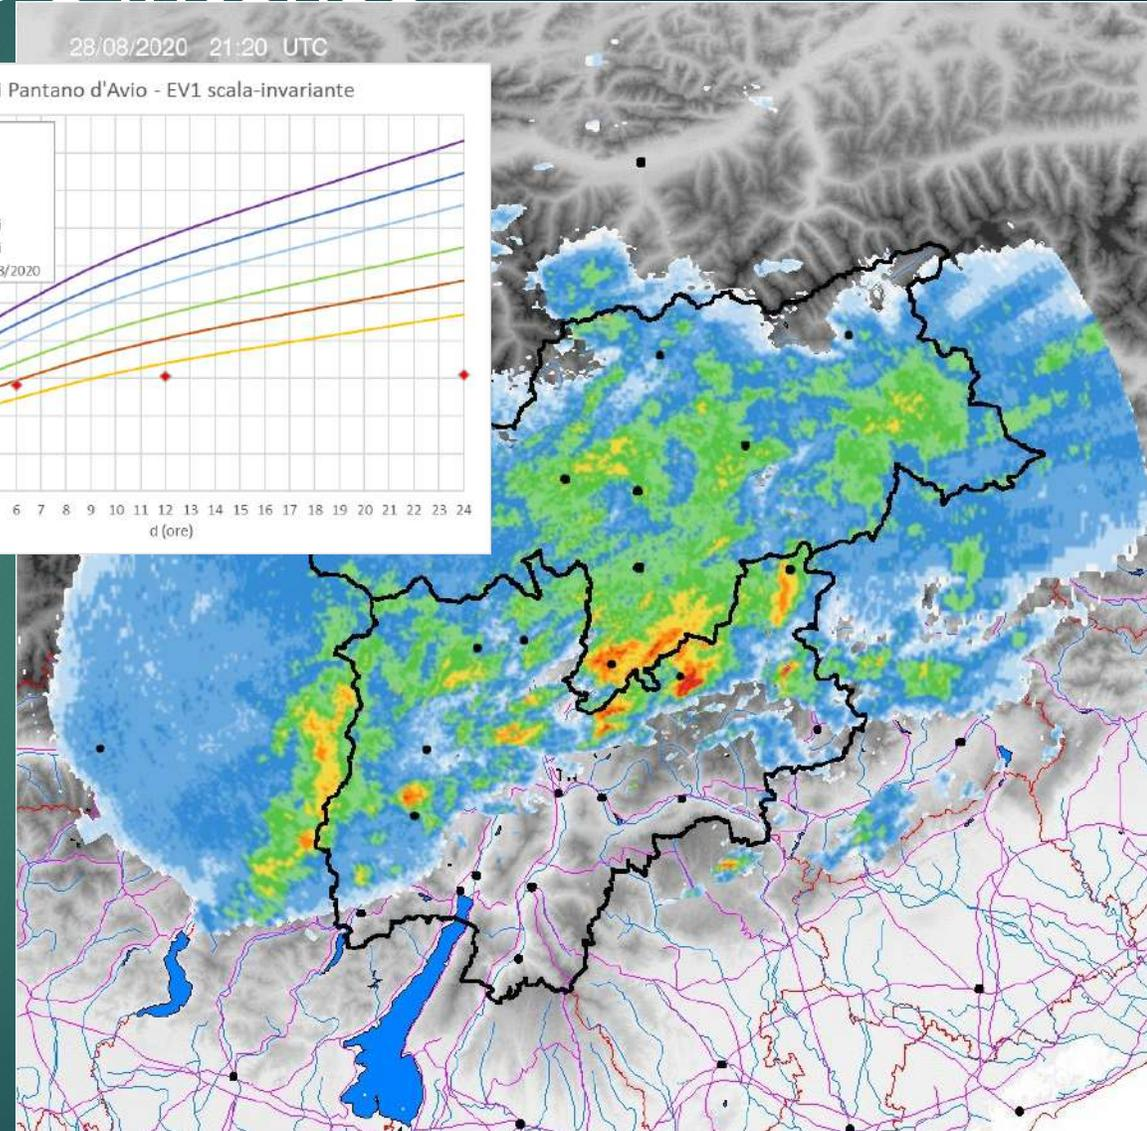 28/08/2020 21:20 UTC
i Pantano d'Avio - EV1 scala-invariante
8/2020
6 7 8 9 10 11 12 13 14 15 16 17 18 19 20 21 22 23 24
d (ore)